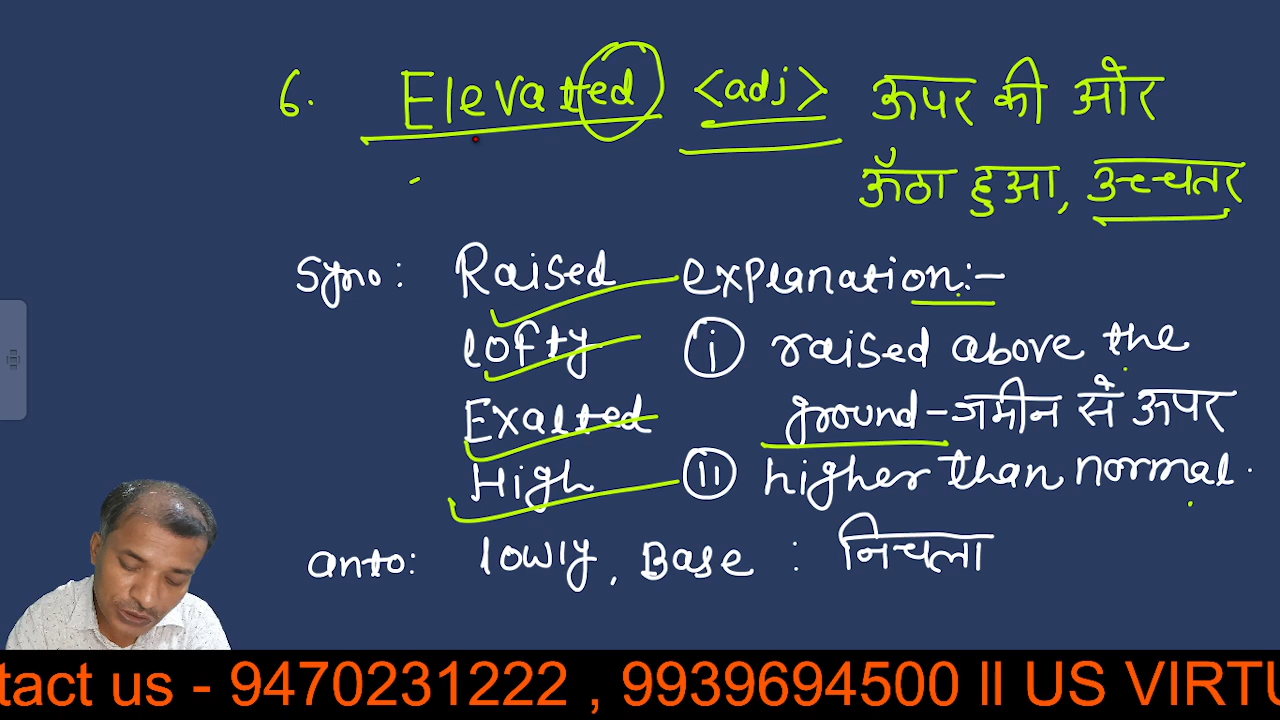 6. Elevated <adj> ऊपर की ओर
ऊँठा हुआ, उच्चतर
Syno: Raised explanation:-
lofty (i) raised above the
Exalted ground - जमीन से ऊपर
High (ii) higher than normal.
anto: lowly, Base : निचला
tact us - 9470231222 , 9939694500 ll US VIRTU